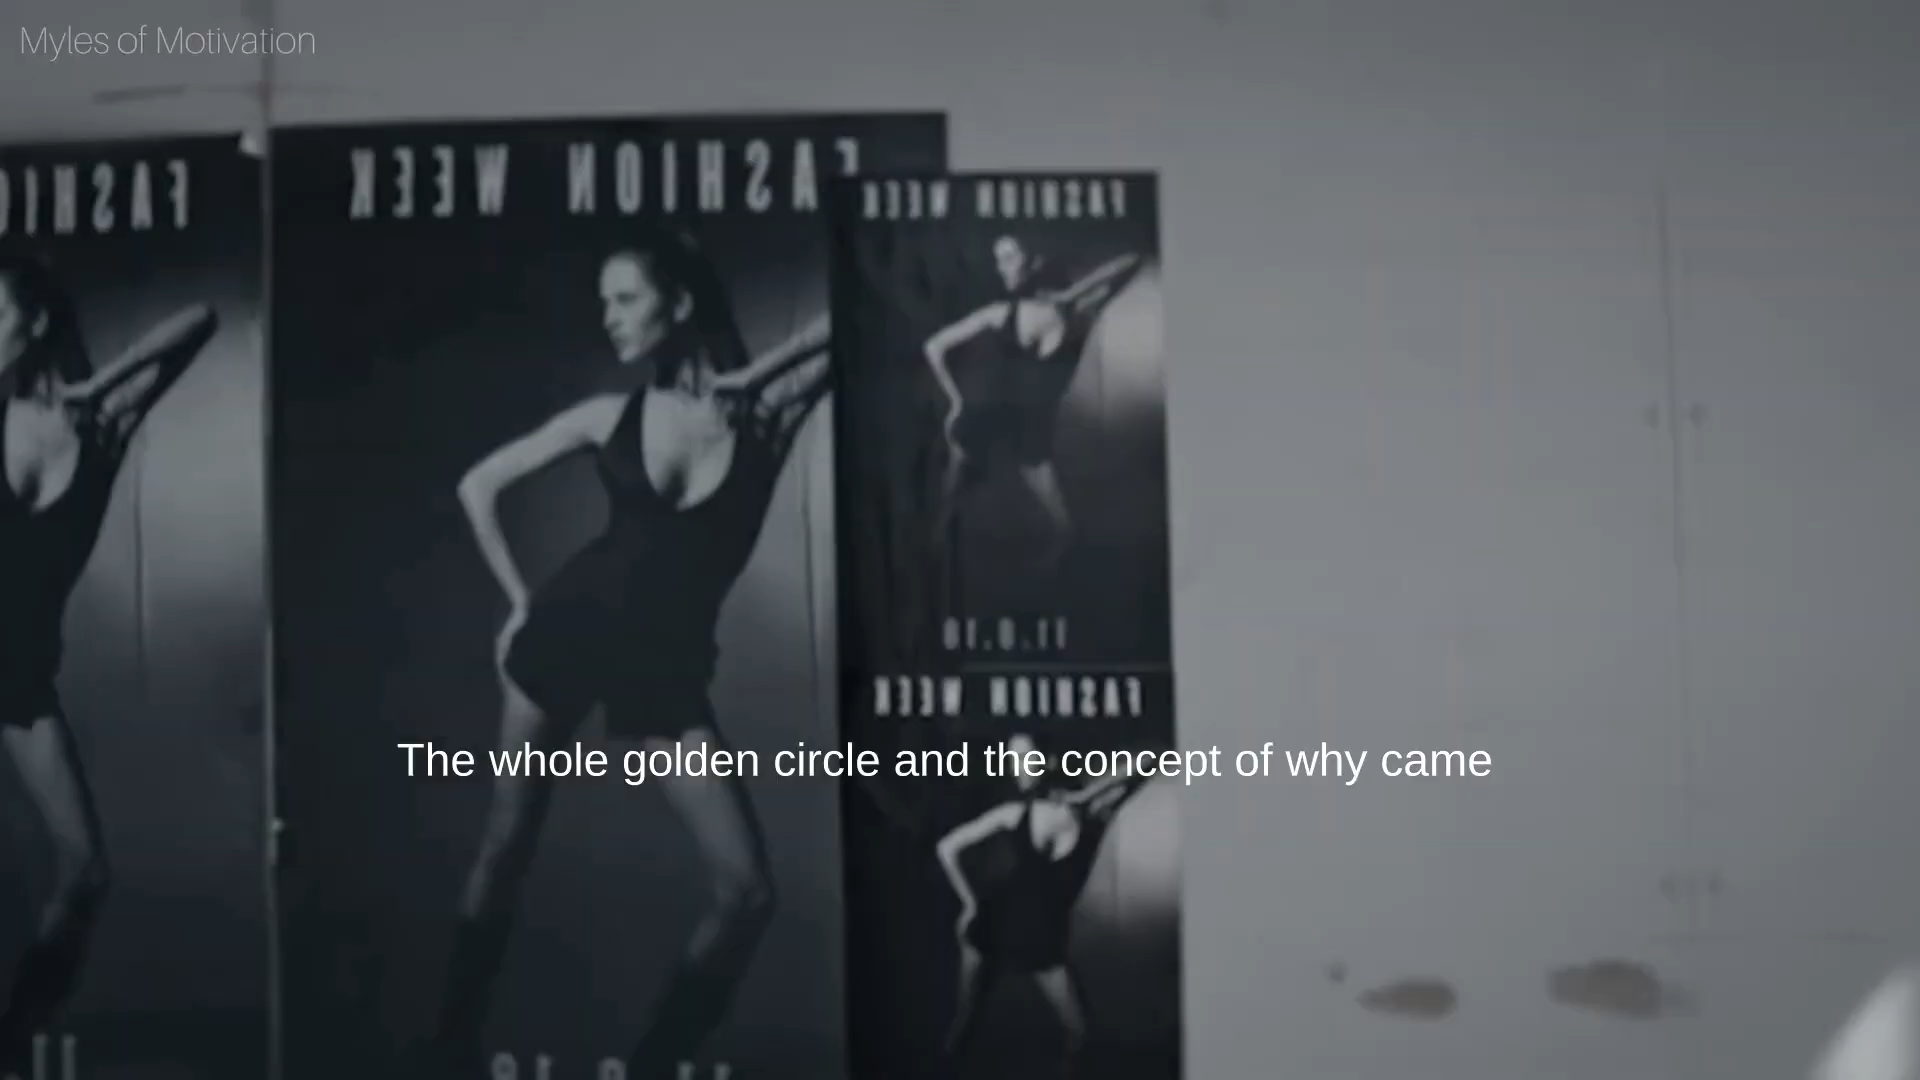 Myles of Motivation
FASHION WEEK
FASHION WEEK
FASHION WEEK
The whole golden circle and the concept of why came